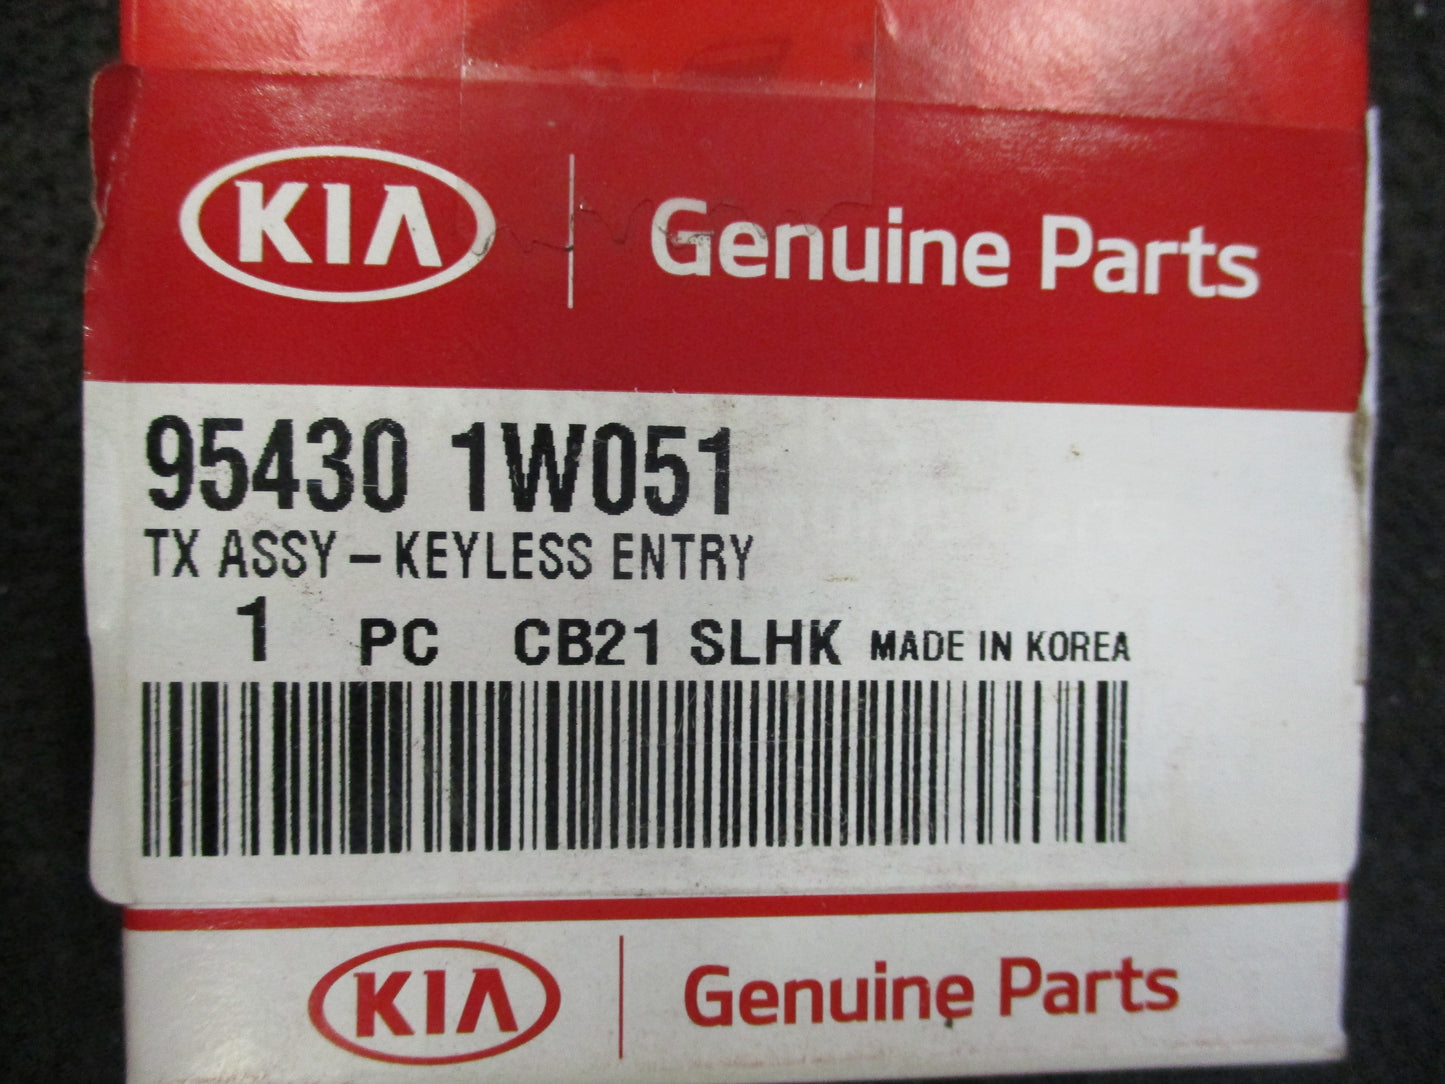 KIA Genuine Parts
95430 1W051
TX ASSY - KEYLESS ENTRY
1 PC CB21 SLHK MADE IN KOREA
KIA Genuine Parts